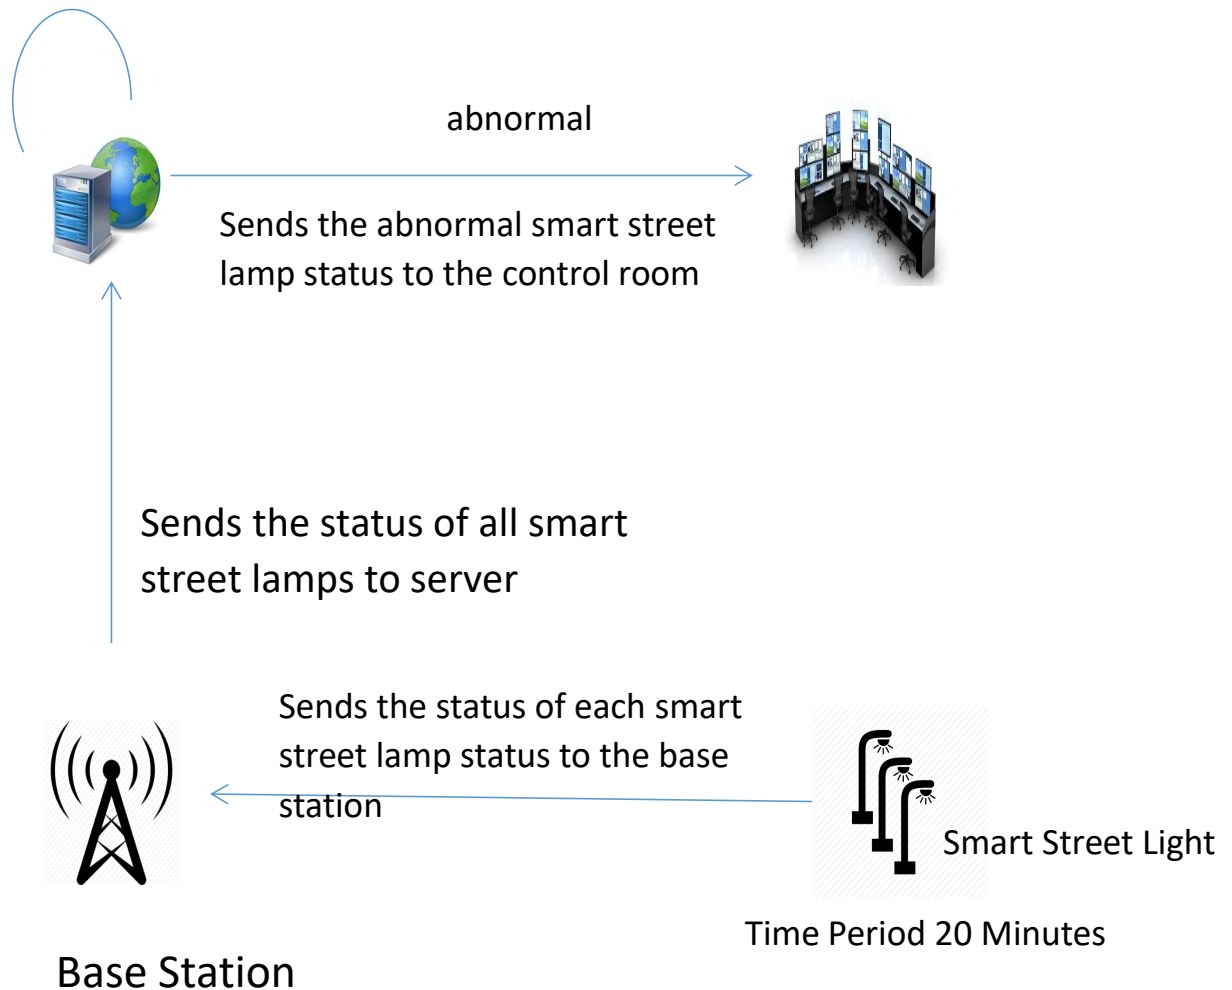 abnormal
Sends the abnormal smart street
lamp status to the control room
Sends the status of all smart
street lamps to server
Sends the status of each smart
street lamp status to the base
station
Smart Street Light
Time Period 20 Minutes
Base Station